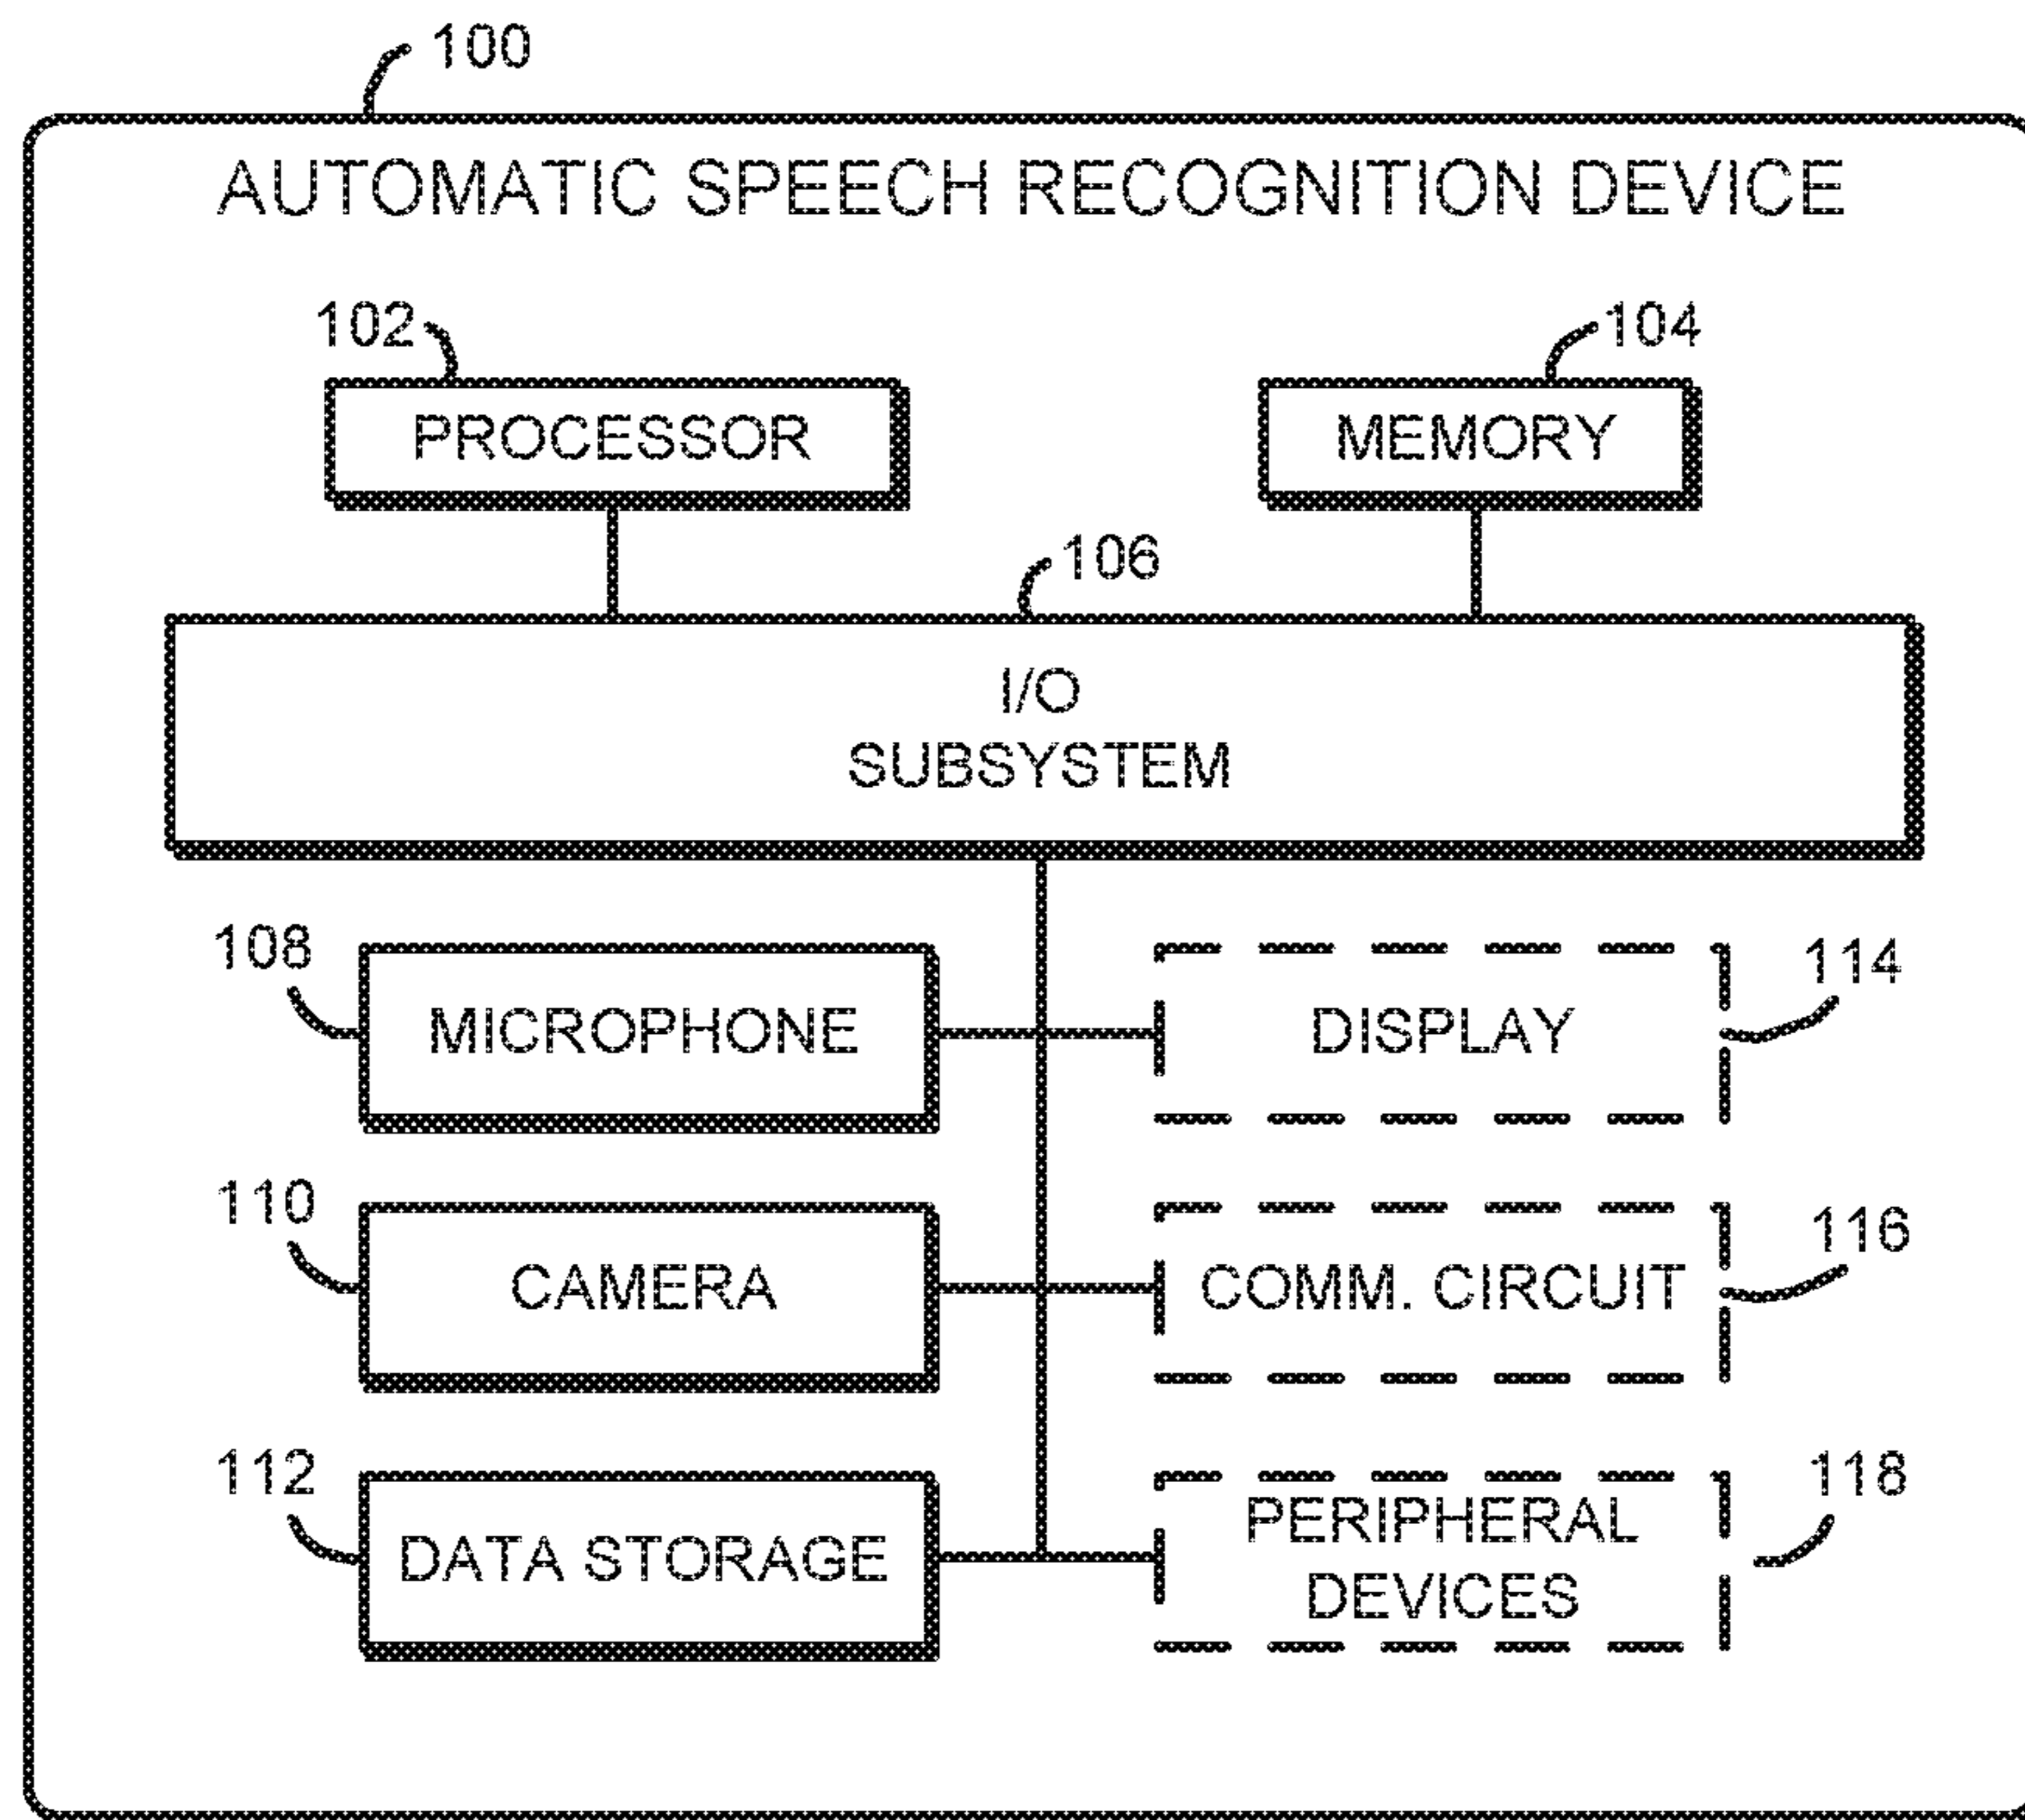 100
AUTOMATIC SPEECH RECOGNITION DEVICE
102
104
PROCESSOR
MEMORY
106
I/O
SUBSYSTEM
108
MICROPHONE
DISPLAY
114
110
CAMERA
COMM. CIRCUIT
116
112
DATA STORAGE
PERIPHERAL
DEVICES
118